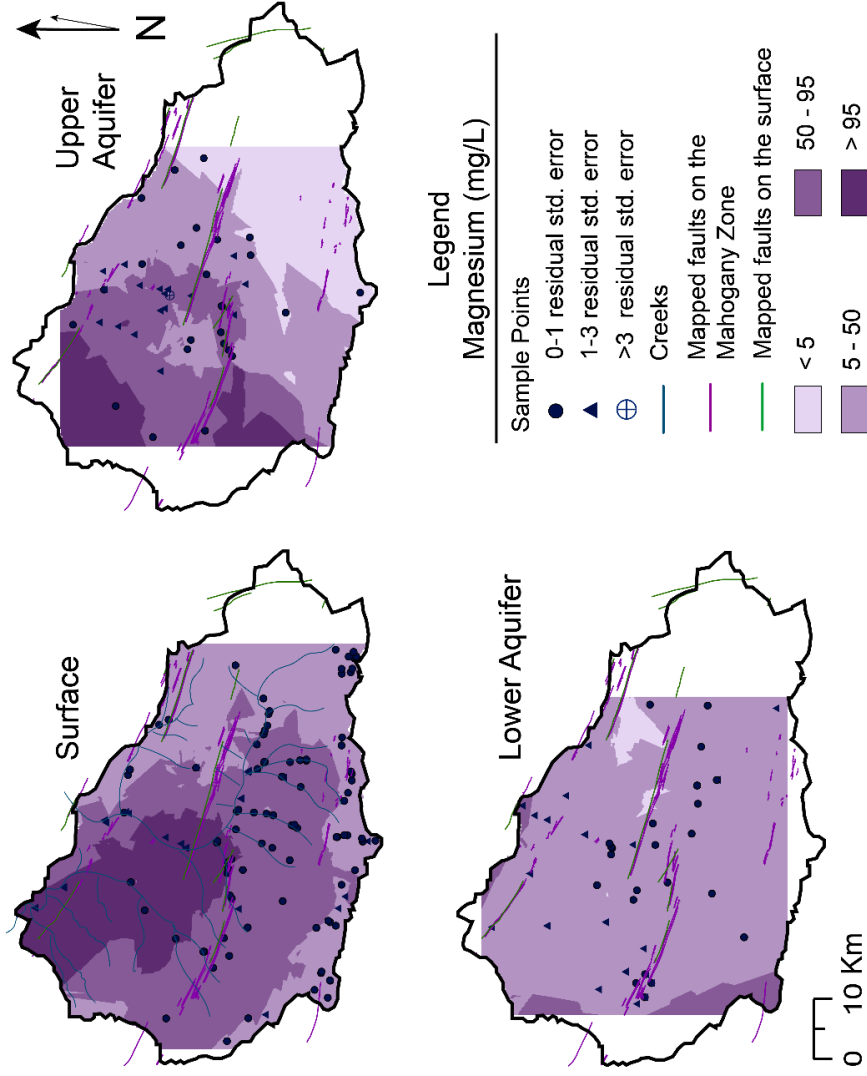 Surface
Upper
Aquifer
N
Lower Aquifer
0 10 Km
Legend
Magnesium (mg/L)
Sample Points
0-1 residual std. error
1-3 residual std. error
>3 residual std. error
Creeks
Mapped faults on the
Mahogany Zone
Mapped faults on the surface
< 5
50 - 95
5 - 50
> 95